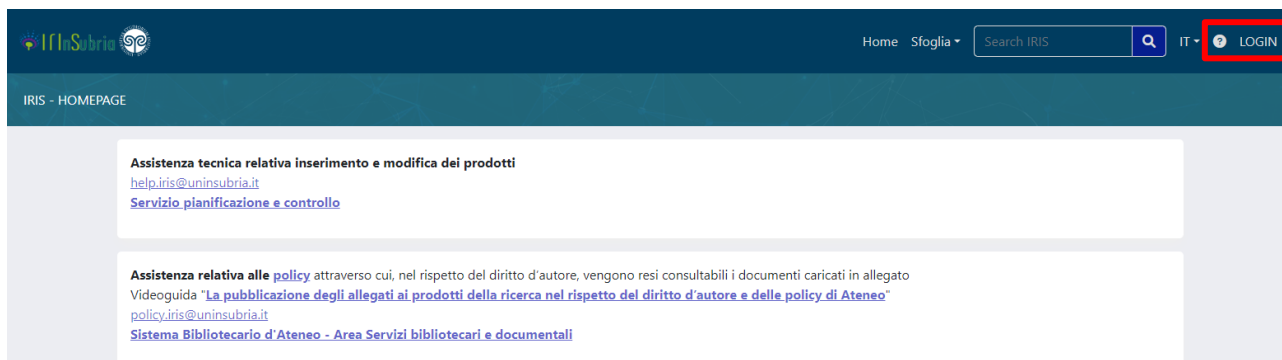 IrInSubria
Home Sfoglia Search IRIS IT ? LOGIN
IRIS - HOMEPAGE
Assistenza tecnica relativa inserimento e modifica dei prodotti
help.iris@uninsubria.it
Servizio pianificazione e controllo
Assistenza relativa alle policy attraverso cui, nel rispetto del diritto d'autore, vengono resi consultabili i documenti caricati in allegato
Videoguida "La pubblicazione degli allegati ai prodotti della ricerca nel rispetto del diritto d'autore e delle policy di Ateneo"
policy.iris@uninsubria.it
Sistema Bibliotecario d'Ateneo - Area Servizi bibliotecari e documentali